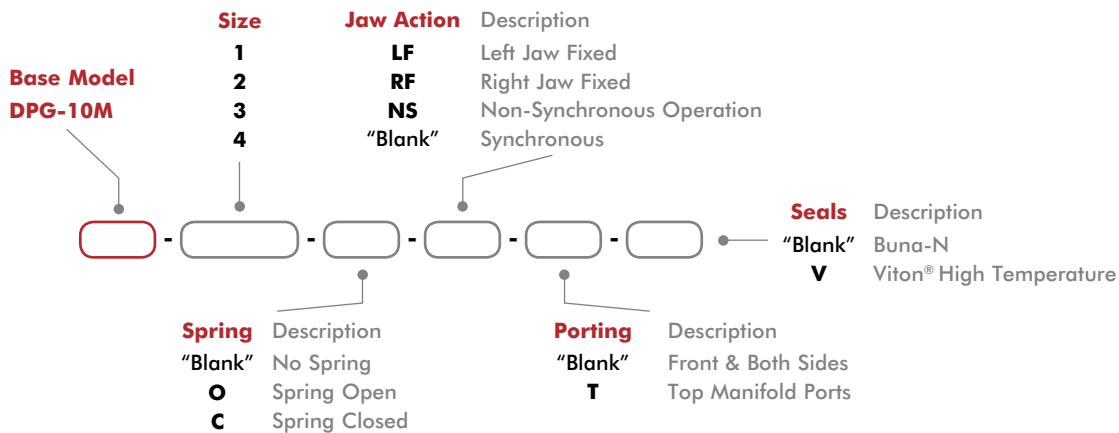 Size
1
2
3
4
Jaw Action Description
LF Left Jaw Fixed
RF Right Jaw Fixed
NS Non-Synchronous Operation
“Blank” Synchronous
Base Model
DPG-10M
- - - - -
Seals Description
“Blank” Buna-N
V Viton® High Temperature
Spring Description
“Blank” No Spring
O Spring Open
C Spring Closed
Porting Description
“Blank” Front & Both Sides
T Top Manifold Ports